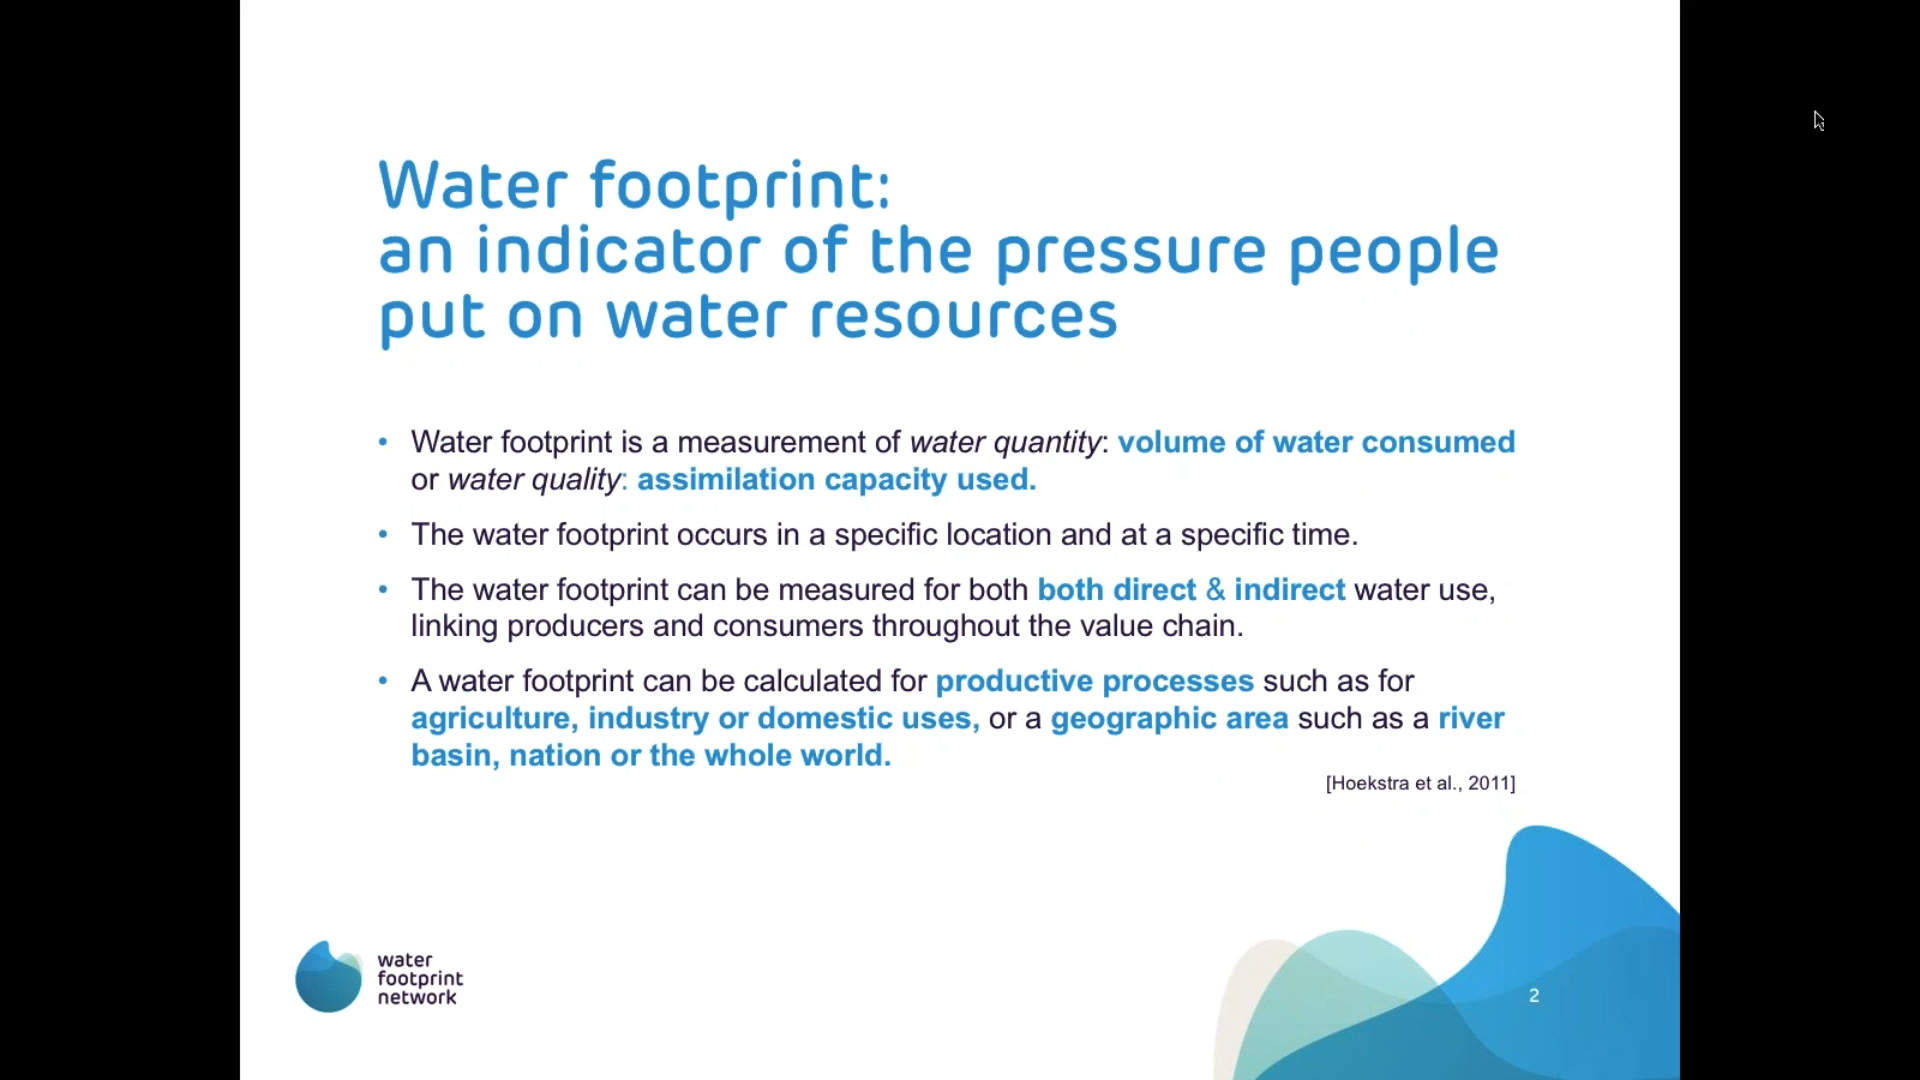 Water footprint:
an indicator of the pressure people
put on water resources
• Water footprint is a measurement of water quantity: volume of water consumed
or water quality: assimilation capacity used.
• The water footprint occurs in a specific location and at a specific time.
• The water footprint can be measured for both both direct & indirect water use,
linking producers and consumers throughout the value chain.
• A water footprint can be calculated for productive processes such as for
agriculture, industry or domestic uses, or a geographic area such as a river
basin, nation or the whole world.
[Hoekstra et al., 2011]
water
footprint
network
2